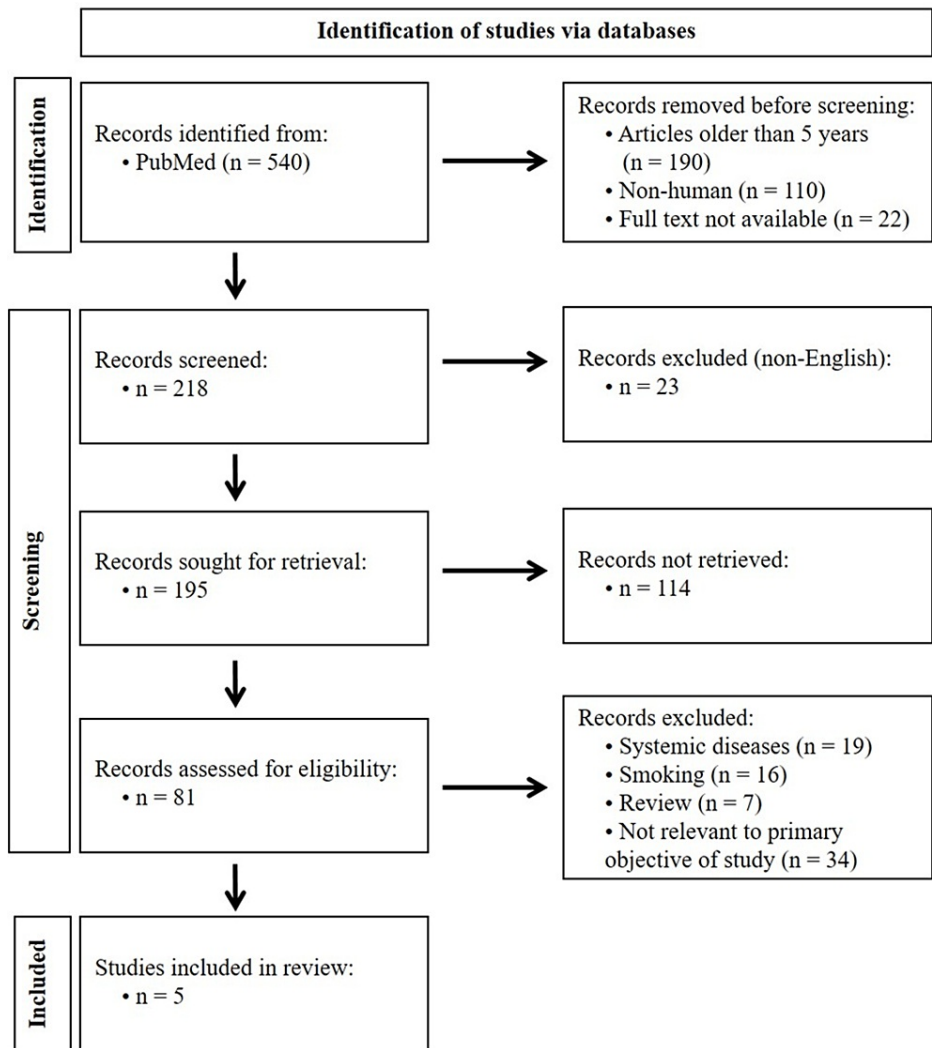 Identification of studies via databases
Identification
Records identified from:
• PubMed (n = 540)
Records removed before screening:
• Articles older than 5 years
(n = 190)
• Non-human (n = 110)
• Full text not available (n = 22)
Screening
Records screened:
• n = 218
Records excluded (non-English):
• n = 23
Records sought for retrieval:
• n = 195
Records not retrieved:
• n = 114
Records assessed for eligibility:
• n = 81
Records excluded:
• Systemic diseases (n = 19)
• Smoking (n = 16)
• Review (n = 7)
• Not relevant to primary
objective of study (n = 34)
Included
Studies included in review:
• n = 5